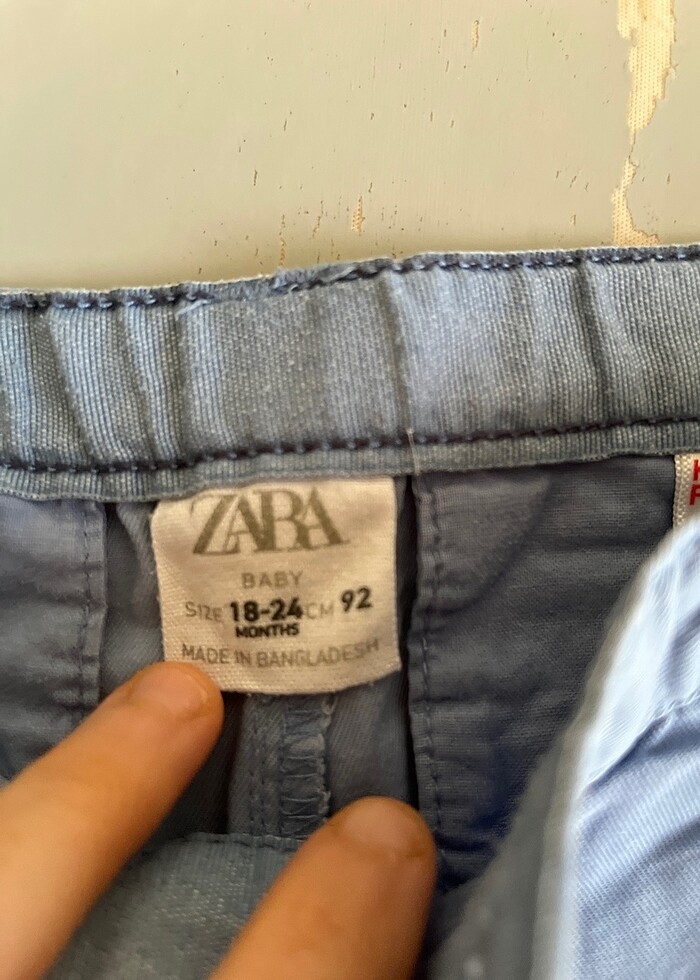 ZARA
BABY
SIZE 18-24 CM 92
MONTHS
MADE IN BANGLADESH